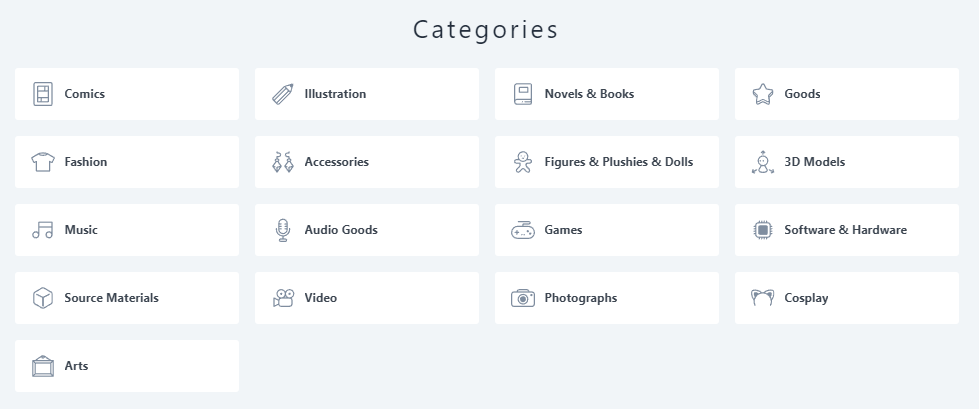 Categories
Comics
Illustration
Novels & Books
Goods
Fashion
Accessories
Figures & Plushies & Dolls
3D Models
Music
Audio Goods
Games
Software & Hardware
Source Materials
Video
Photographs
Cosplay
Arts